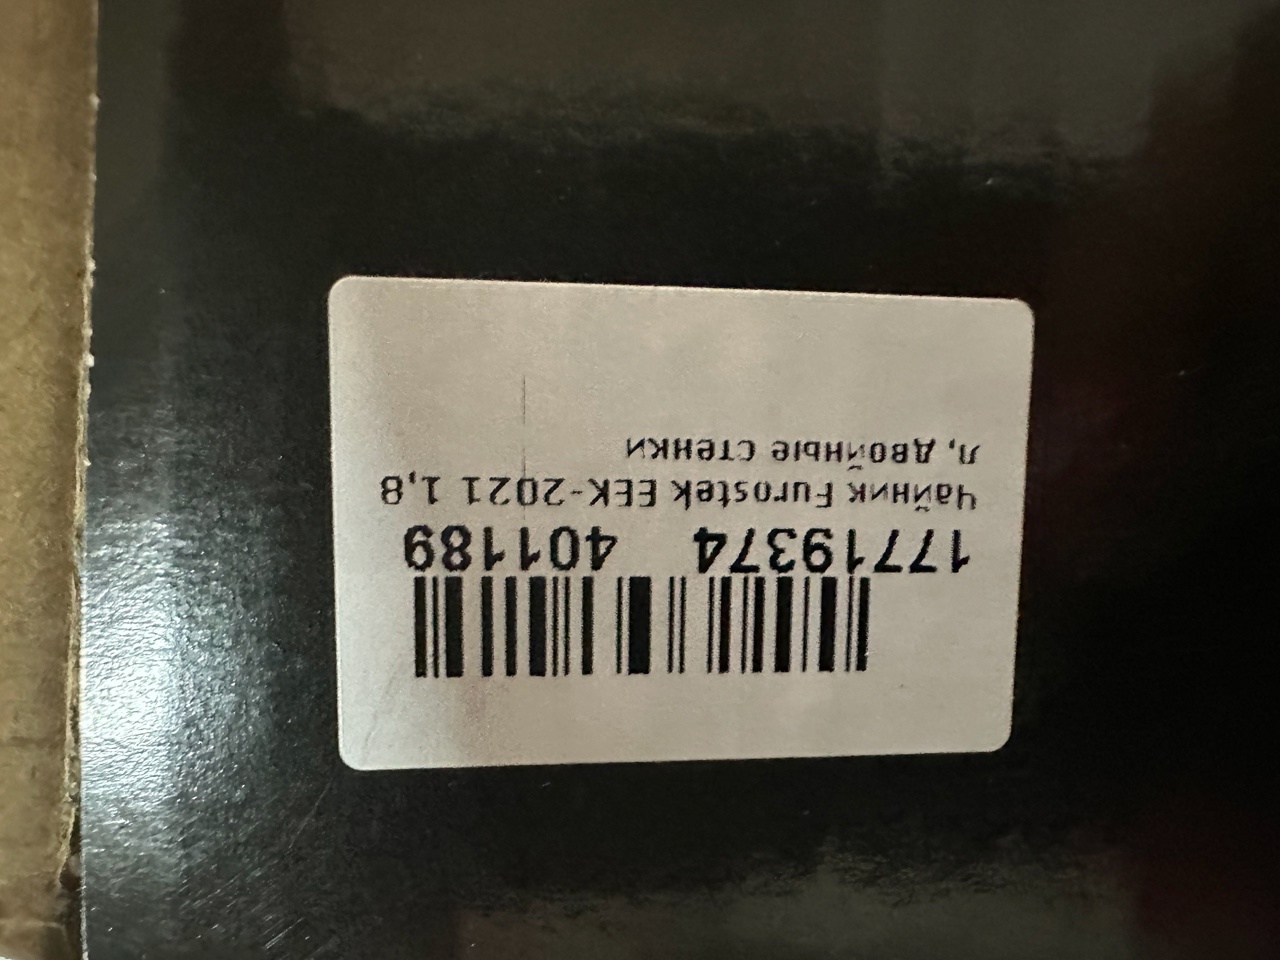 17719374 401189
Чайник Eurostek EEK-2021 1,8
л, двойные стенки